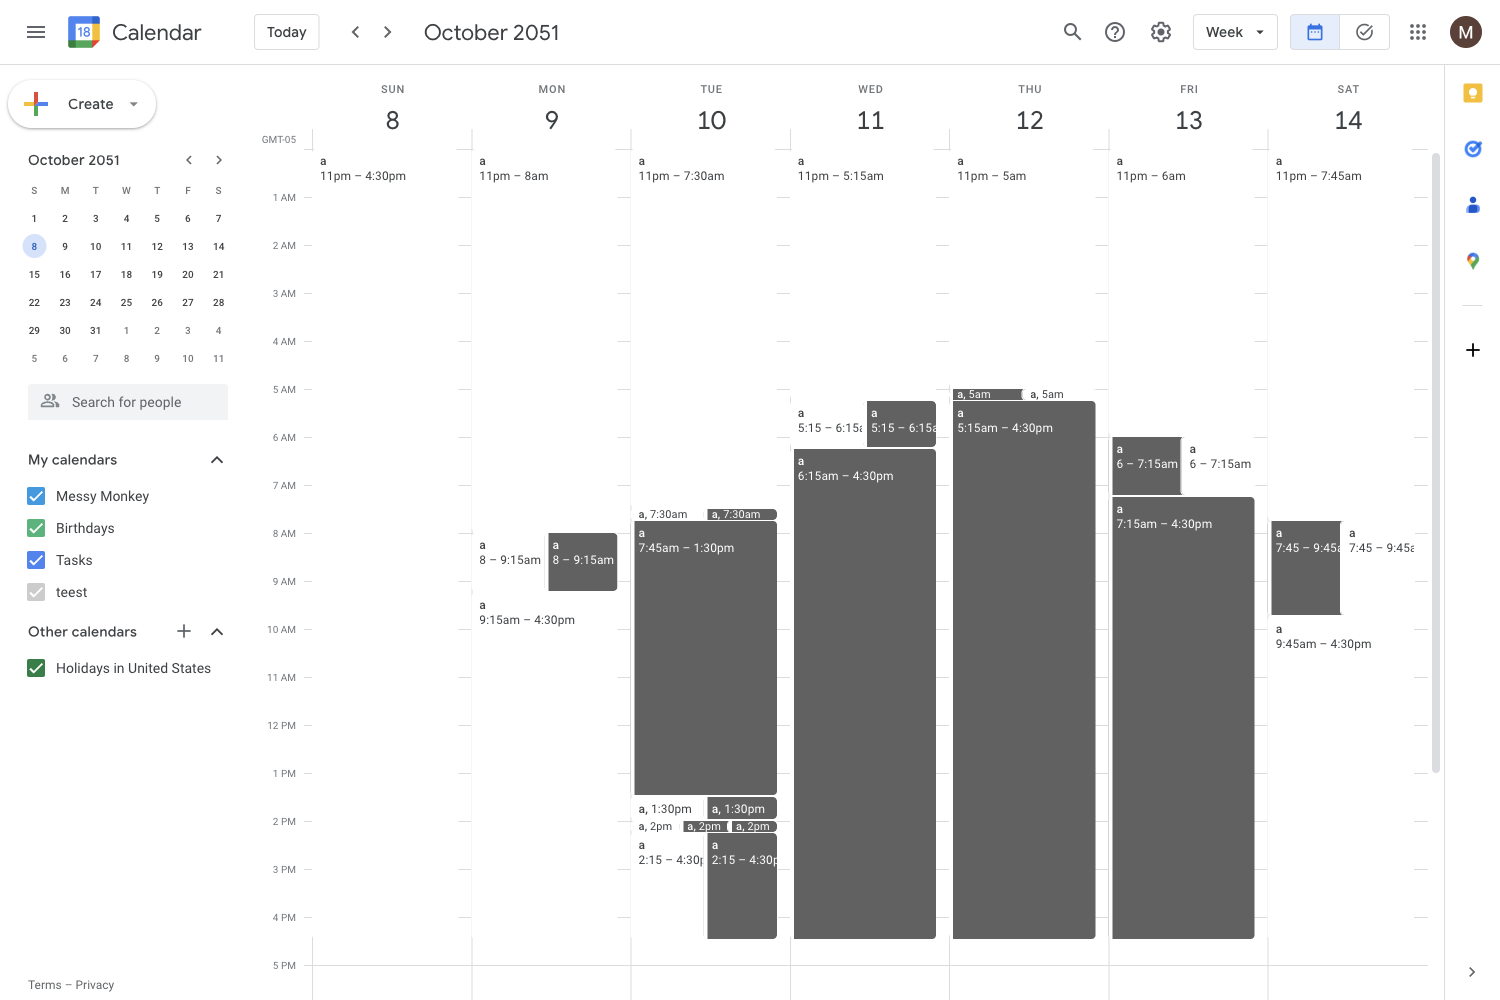 18 Calendar Today October 2051 Week M
Create
October 2051
S M T W T F S
1 2 3 4 5 6 7
8 9 10 11 12 13 14
15 16 17 18 19 20 21
22 23 24 25 26 27 28
29 30 31 1 2 3 4
5 6 7 8 9 10 11
Search for people
My calendars
Messy Monkey
Birthdays
Tasks
teest
Other calendars
Holidays in United States
Terms – Privacy
SUN MON TUE WED THU FRI SAT
8 9 10 11 12 13 14
GMT-05
1 AM
2 AM
3 AM
4 AM
5 AM
6 AM
7 AM
8 AM
9 AM
10 AM
11 AM
12 PM
1 PM
2 PM
3 PM
4 PM
5 PM
a
11pm – 4:30pm
a
11pm – 8am
a
8 – 9:15am
a
8 – 9:15am
a
9:15am – 4:30pm
a
11pm – 7:30am
a, 7:30am
a, 7:30am
a
7:45am – 1:30pm
a, 1:30pm
a, 1:30pm
a, 2pm
a, 2pm
a, 2pm
a
2:15 – 4:30p
a
2:15 – 4:30p
a
11pm – 5:15am
a
5:15 – 6:15a
a
5:15 – 6:15a
a
6:15am – 4:30pm
a
11pm – 5am
a, 5am
a, 5am
a
5:15am – 4:30pm
a
11pm – 6am
a
6 – 7:15am
a
6 – 7:15am
a
7:15am – 4:30pm
a
11pm – 7:45am
a
7:45 – 9:45a
a
7:45 – 9:45a
a
9:45am – 4:30pm